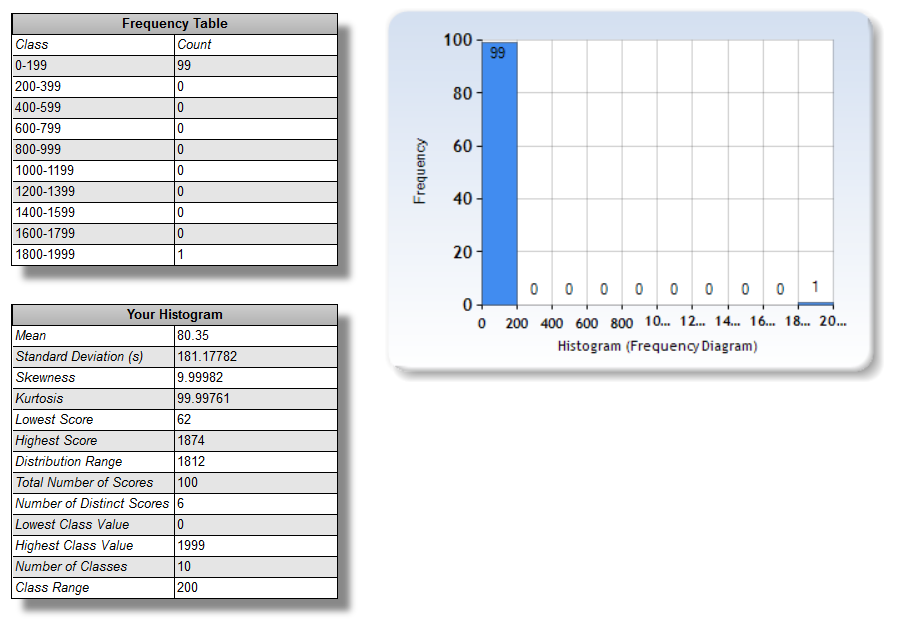 Frequency Table
Class Count
0-199 99
200-399 0
400-599 0
600-799 0
800-999 0
1000-1199 0
1200-1399 0
1400-1599 0
1600-1799 0
1800-1999 1
Your Histogram
Mean 80.35
Standard Deviation (s) 181.17782
Skewness 9.99982
Kurtosis 99.99761
Lowest Score 62
Highest Score 1874
Distribution Range 1812
Total Number of Scores 100
Number of Distinct Scores 6
Lowest Class Value 0
Highest Class Value 1999
Number of Classes 10
Class Range 200
Frequency
100
80
60
40
20
0
99 0 0 0 0 0 0 0 0 1
0 200 400 600 800 10... 12... 14... 16... 18... 20...
Histogram (Frequency Diagram)